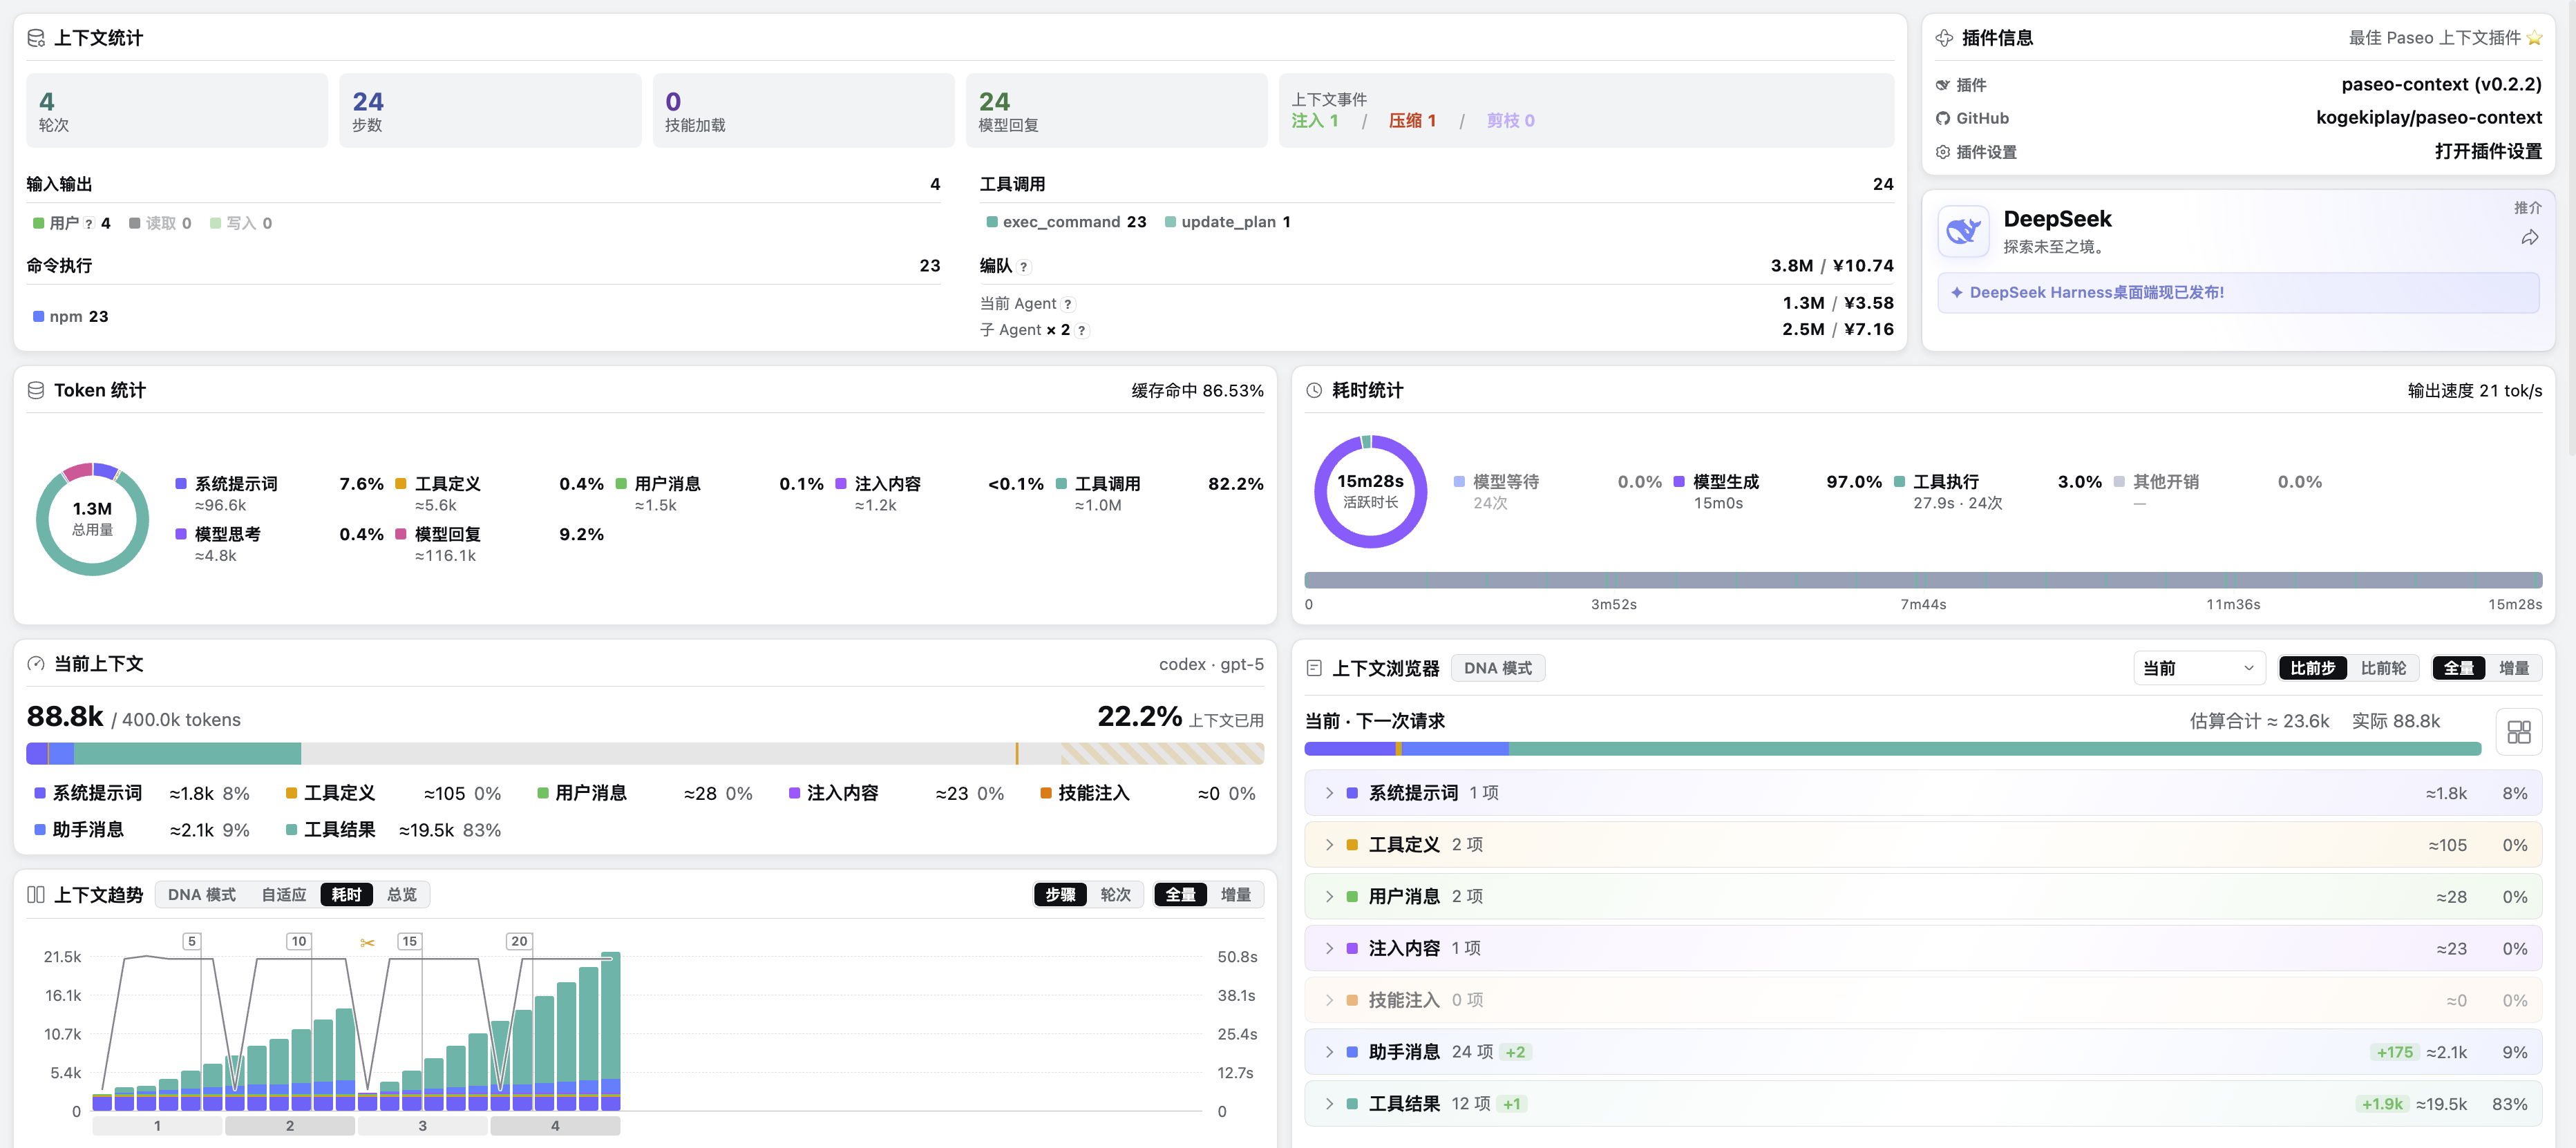 上下文统计
4
轮次
24
步数
0
技能加载
24
模型回复
上下文事件
注入 1 / 压缩 1 / 剪枝 0
输入输出 4
用户 ? 4 读取 0 写入 0
命令执行 23
npm 23
工具调用 24
exec_command 23 update_plan 1
编队 ? 3.8M / ¥10.74
当前 Agent ? 1.3M / ¥3.58
子 Agent × 2 ? 2.5M / ¥7.16
插件信息 最佳 Paseo 上下文插件 ⭐
插件 paseo-context (v0.2.2)
GitHub kogekiplay/paseo-context
插件设置 打开插件设置
DeepSeek 推介
探索未至之境。
DeepSeek Harness桌面端现已发布!
Token 统计 缓存命中 86.53%
1.3M
总用量
系统提示词 7.6% 工具定义 0.4% 用户消息 0.1% 注入内容 <0.1% 工具调用 82.2%
≈96.6k ≈5.6k ≈1.5k ≈1.2k ≈1.0M
模型思考 0.4% 模型回复 9.2%
≈4.8k ≈116.1k
耗时统计 输出速度 21 tok/s
15m28s
活跃时长
模型等待 0.0% 模型生成 97.0% 工具执行 3.0% 其他开销 0.0%
24次 15m0s 27.9s · 24次 —
0 3m52s 7m44s 11m36s 15m28s
当前上下文 codex · gpt-5
88.8k / 400.0k tokens 22.2% 上下文已用
系统提示词 ≈1.8k 8% 工具定义 ≈105 0% 用户消息 ≈28 0% 注入内容 ≈23 0% 技能注入 ≈0 0%
助手消息 ≈2.1k 9% 工具结果 ≈19.5k 83%
上下文趋势 DNA 模式 自适应 耗时 总览 步骤 轮次 全量 增量
5 10 15 20
21.5k 50.8s
16.1k 38.1s
10.7k 25.4s
5.4k 12.7s
0 0
1 2 3 4
上下文浏览器 DNA 模式 当前 比前步 比前轮 全量 增量
当前 · 下一次请求 估算合计 ≈ 23.6k 实际 88.8k
系统提示词 1 项 ≈1.8k 8%
工具定义 2 项 ≈105 0%
用户消息 2 项 ≈28 0%
注入内容 1 项 ≈23 0%
技能注入 0 项 ≈0 0%
助手消息 24 项 +2 +175 ≈2.1k 9%
工具结果 12 项 +1 +1.9k ≈19.5k 83%